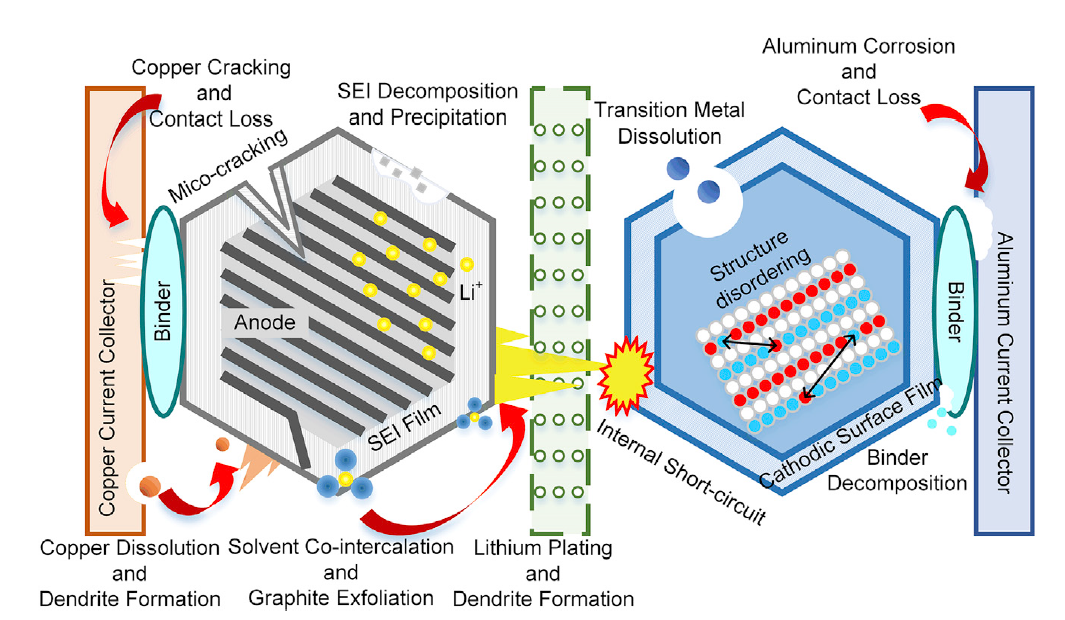 Copper Cracking
and
Contact Loss
SEI Decomposition
and Precipitation
Transition Metal
Dissolution
Aluminum Corrosion
and
Contact Loss
Mico-cracking
Structure
disordering
Li+
Anode
Binder
Binder
Copper Current Collector
Aluminum Current Collector
SEI Film
Cathodic Surface Film
Internal Short-circuit
Binder
Decomposition
Copper Dissolution
and
Dendrite Formation
Solvent Co-intercalation
and
Graphite Exfoliation
Lithium Plating
and
Dendrite Formation